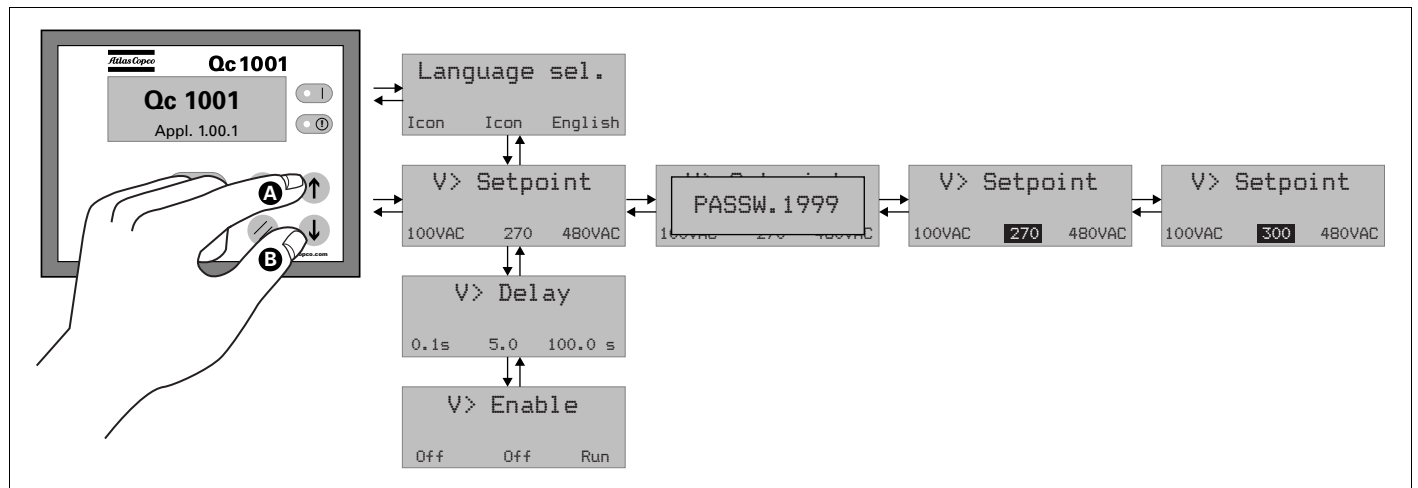 Atlas Copco
Qc 1001
Qc 1001
Appl. 1.00.1
A
B
opco.com
Language sel.
Icon Icon English
V> Setpoint
100VAC 270 480VAC
V> Delay
0.1s 5.0 100.0 s
V> Enable
Off Off Run
PASSW.1999
V> Setpoint
100VAC 270 480VAC
V> Setpoint
100VAC 300 480VAC